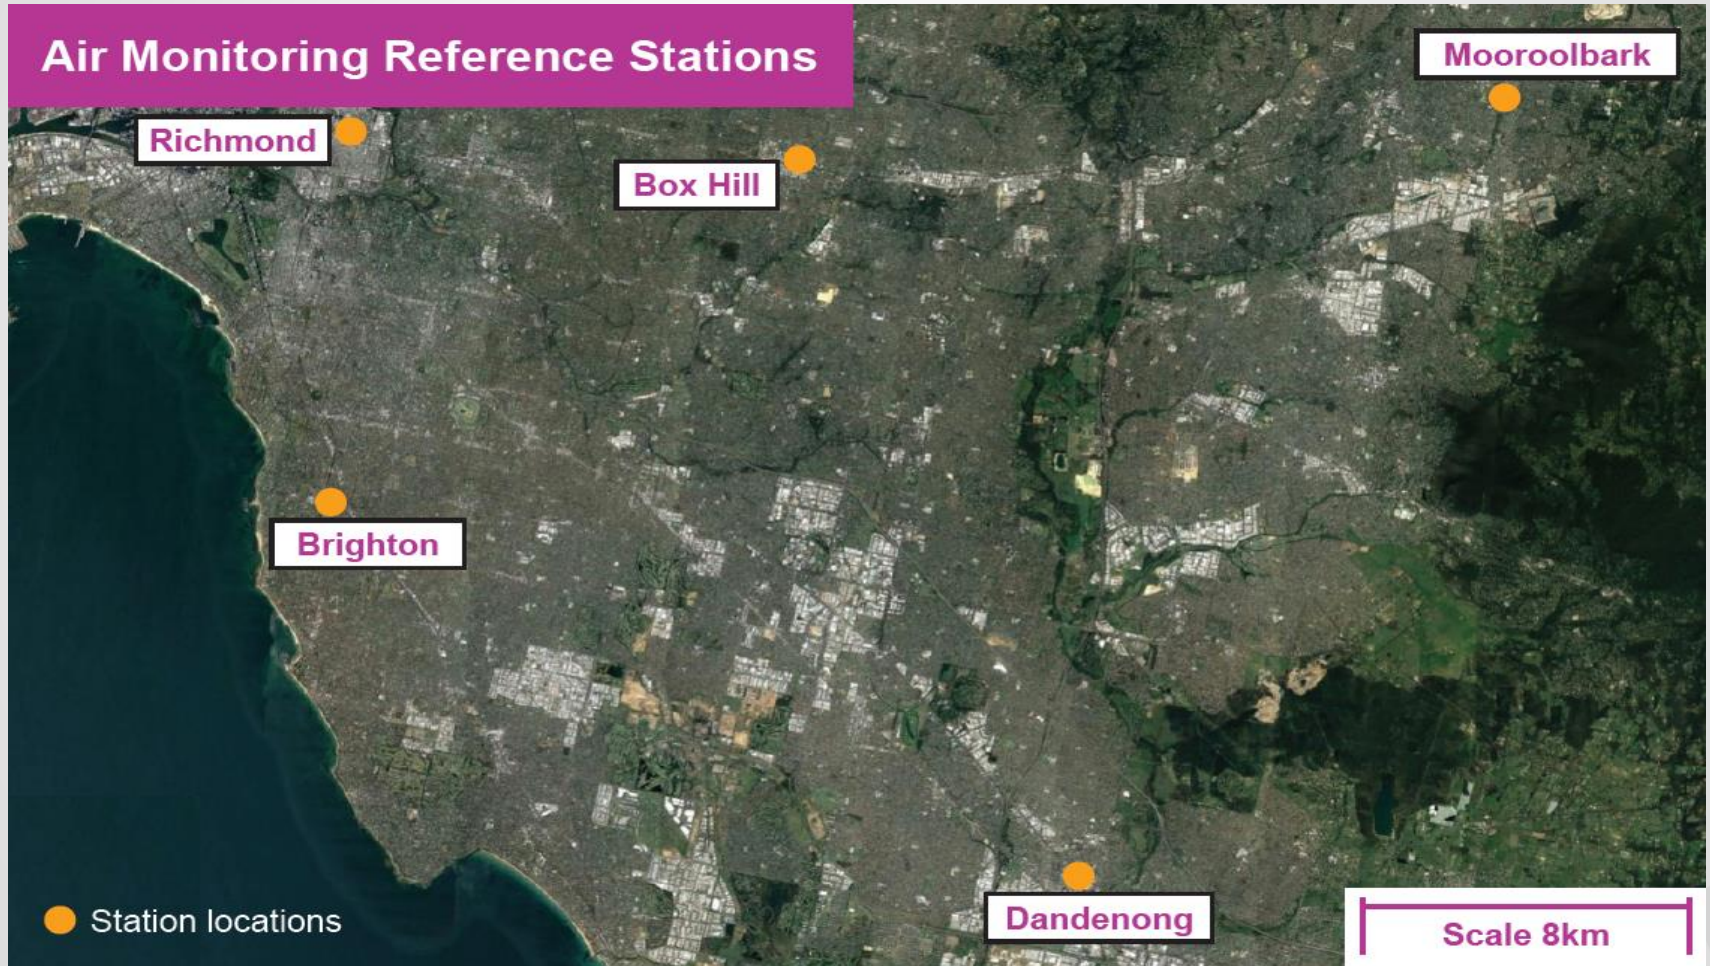 Air Monitoring Reference Stations
Mooroolbark
Richmond
Box Hill
Brighton
Dandenong
Station locations
Scale 8km